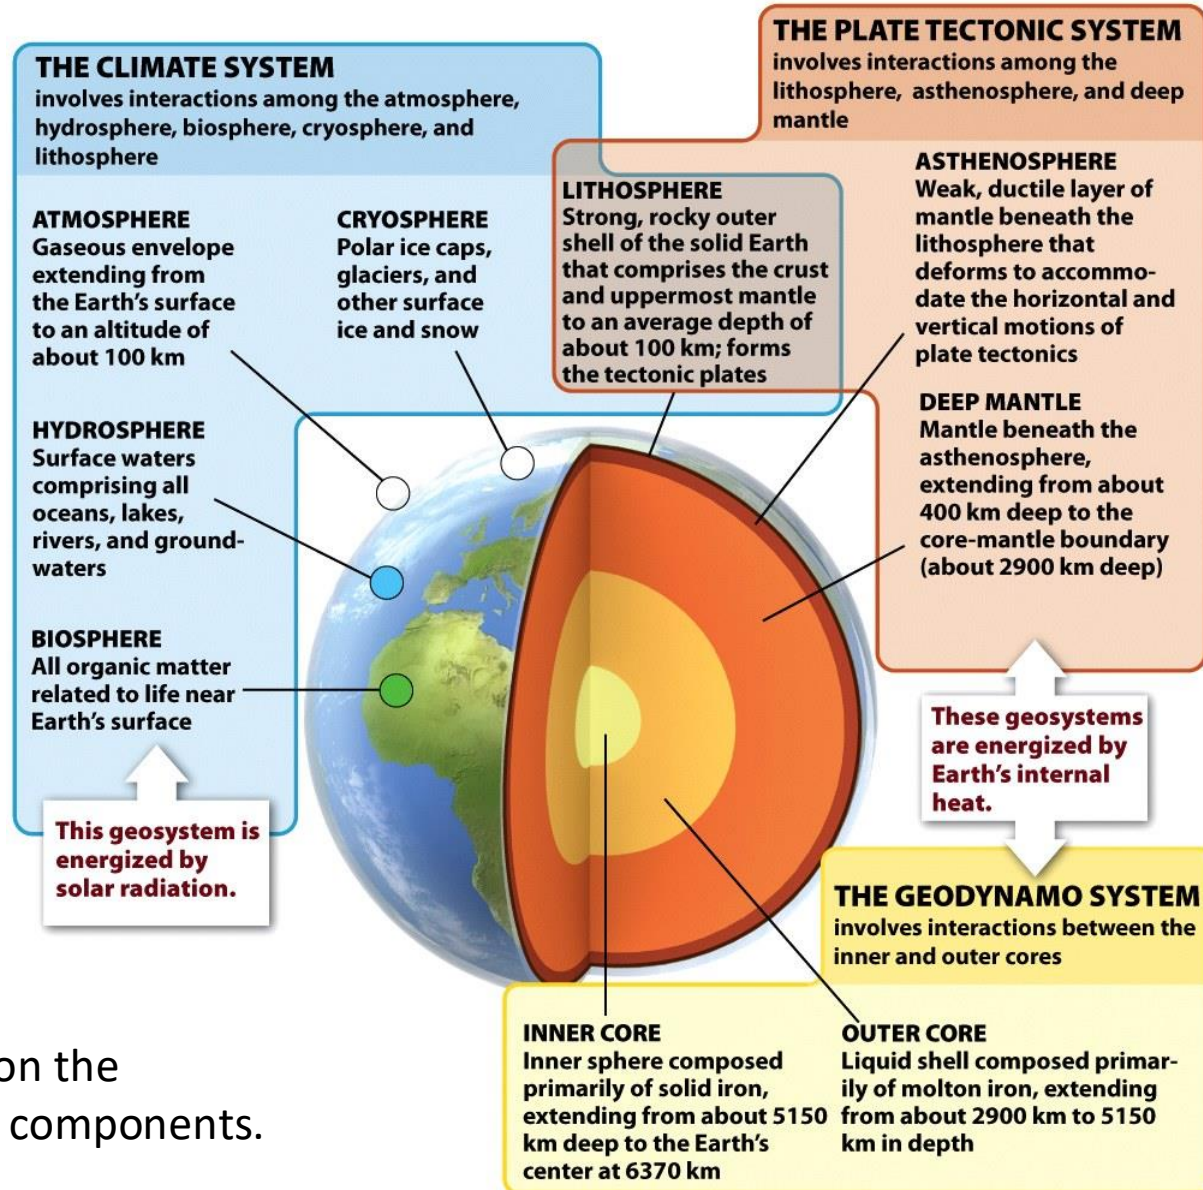 THE CLIMATE SYSTEM
involves interactions among the atmosphere,
hydrosphere, biosphere, cryosphere, and
lithosphere
THE PLATE TECTONIC SYSTEM
involves interactions among the
lithosphere, asthenosphere, and deep
mantle
ATMOSPHERE
Gaseous envelope
extending from
the Earth's surface
to an altitude of
about 100 km
CRYOSPHERE
Polar ice caps,
glaciers, and
other surface
ice and snow
LITHOSPHERE
Strong, rocky outer
shell of the solid Earth
that comprises the crust
and uppermost mantle
to an average depth of
about 100 km; forms
the tectonic plates
ASTHENOSPHERE
Weak, ductile layer of
mantle beneath the
lithosphere that
deforms to accommo-
date the horizontal and
vertical motions of
plate tectonics
HYDROSPHERE
Surface waters
comprising all
oceans, lakes,
rivers, and ground-
waters
DEEP MANTLE
Mantle beneath the
asthenosphere,
extending from about
400 km deep to the
core-mantle boundary
(about 2900 km deep)
BIOSPHERE
All organic matter
related to life near
Earth's surface
This geosystem is
energized by
solar radiation.
These geosystems
are energized by
Earth's internal
heat.
THE GEODYNAMO SYSTEM
involves interactions between the
inner and outer cores
INNER CORE
Inner sphere composed
primarily of solid iron,
extending from about 5150
km deep to the Earth's
center at 6370 km
OUTER CORE
Liquid shell composed primar-
ily of molton iron, extending
from about 2900 km to 5150
km in depth
on the
components.